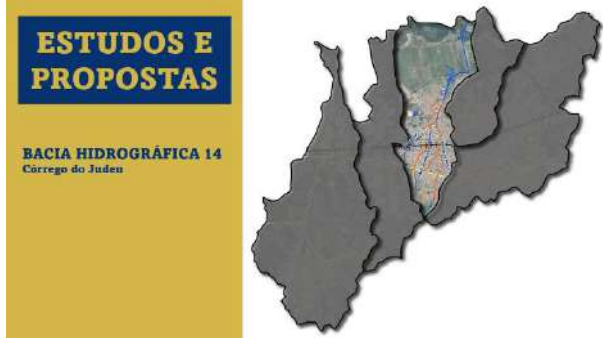 ESTUDOS E
PROPOSTAS
BACIA HIDROGRÁFICA 14
Córrego do Judeu